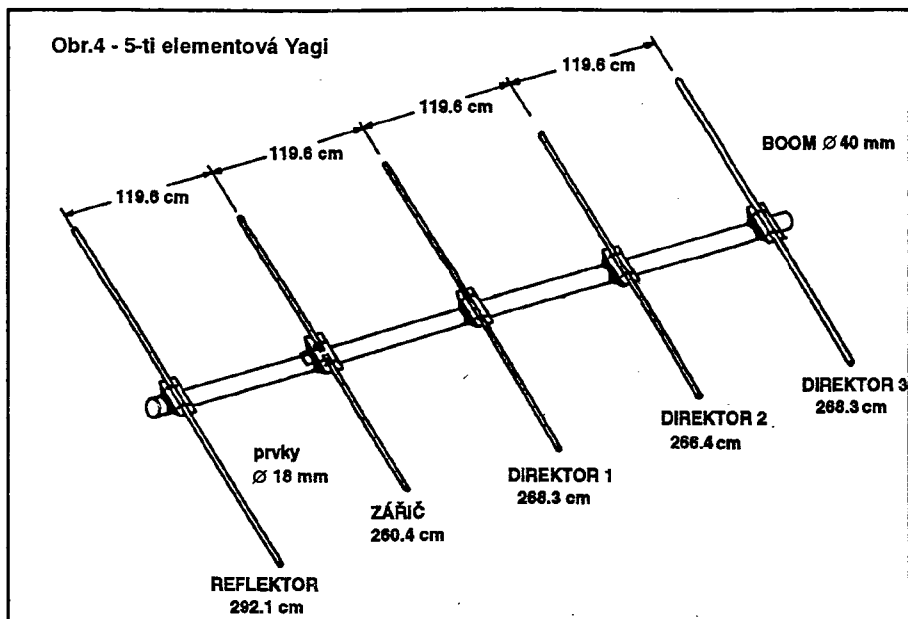 Obr.4 - 5-ti elementová Yagi
119.6 cm
119.6 cm
119.6 cm
119.6 cm
BOOM Ø 40 mm
DIREKTOR 3
268.3 cm
DIREKTOR 2
266.4 cm
DIREKTOR 1
268.3 cm
prvky
Ø 18 mm
ZÁŘIČ
260.4 cm
REFLEKTOR
292.1 cm